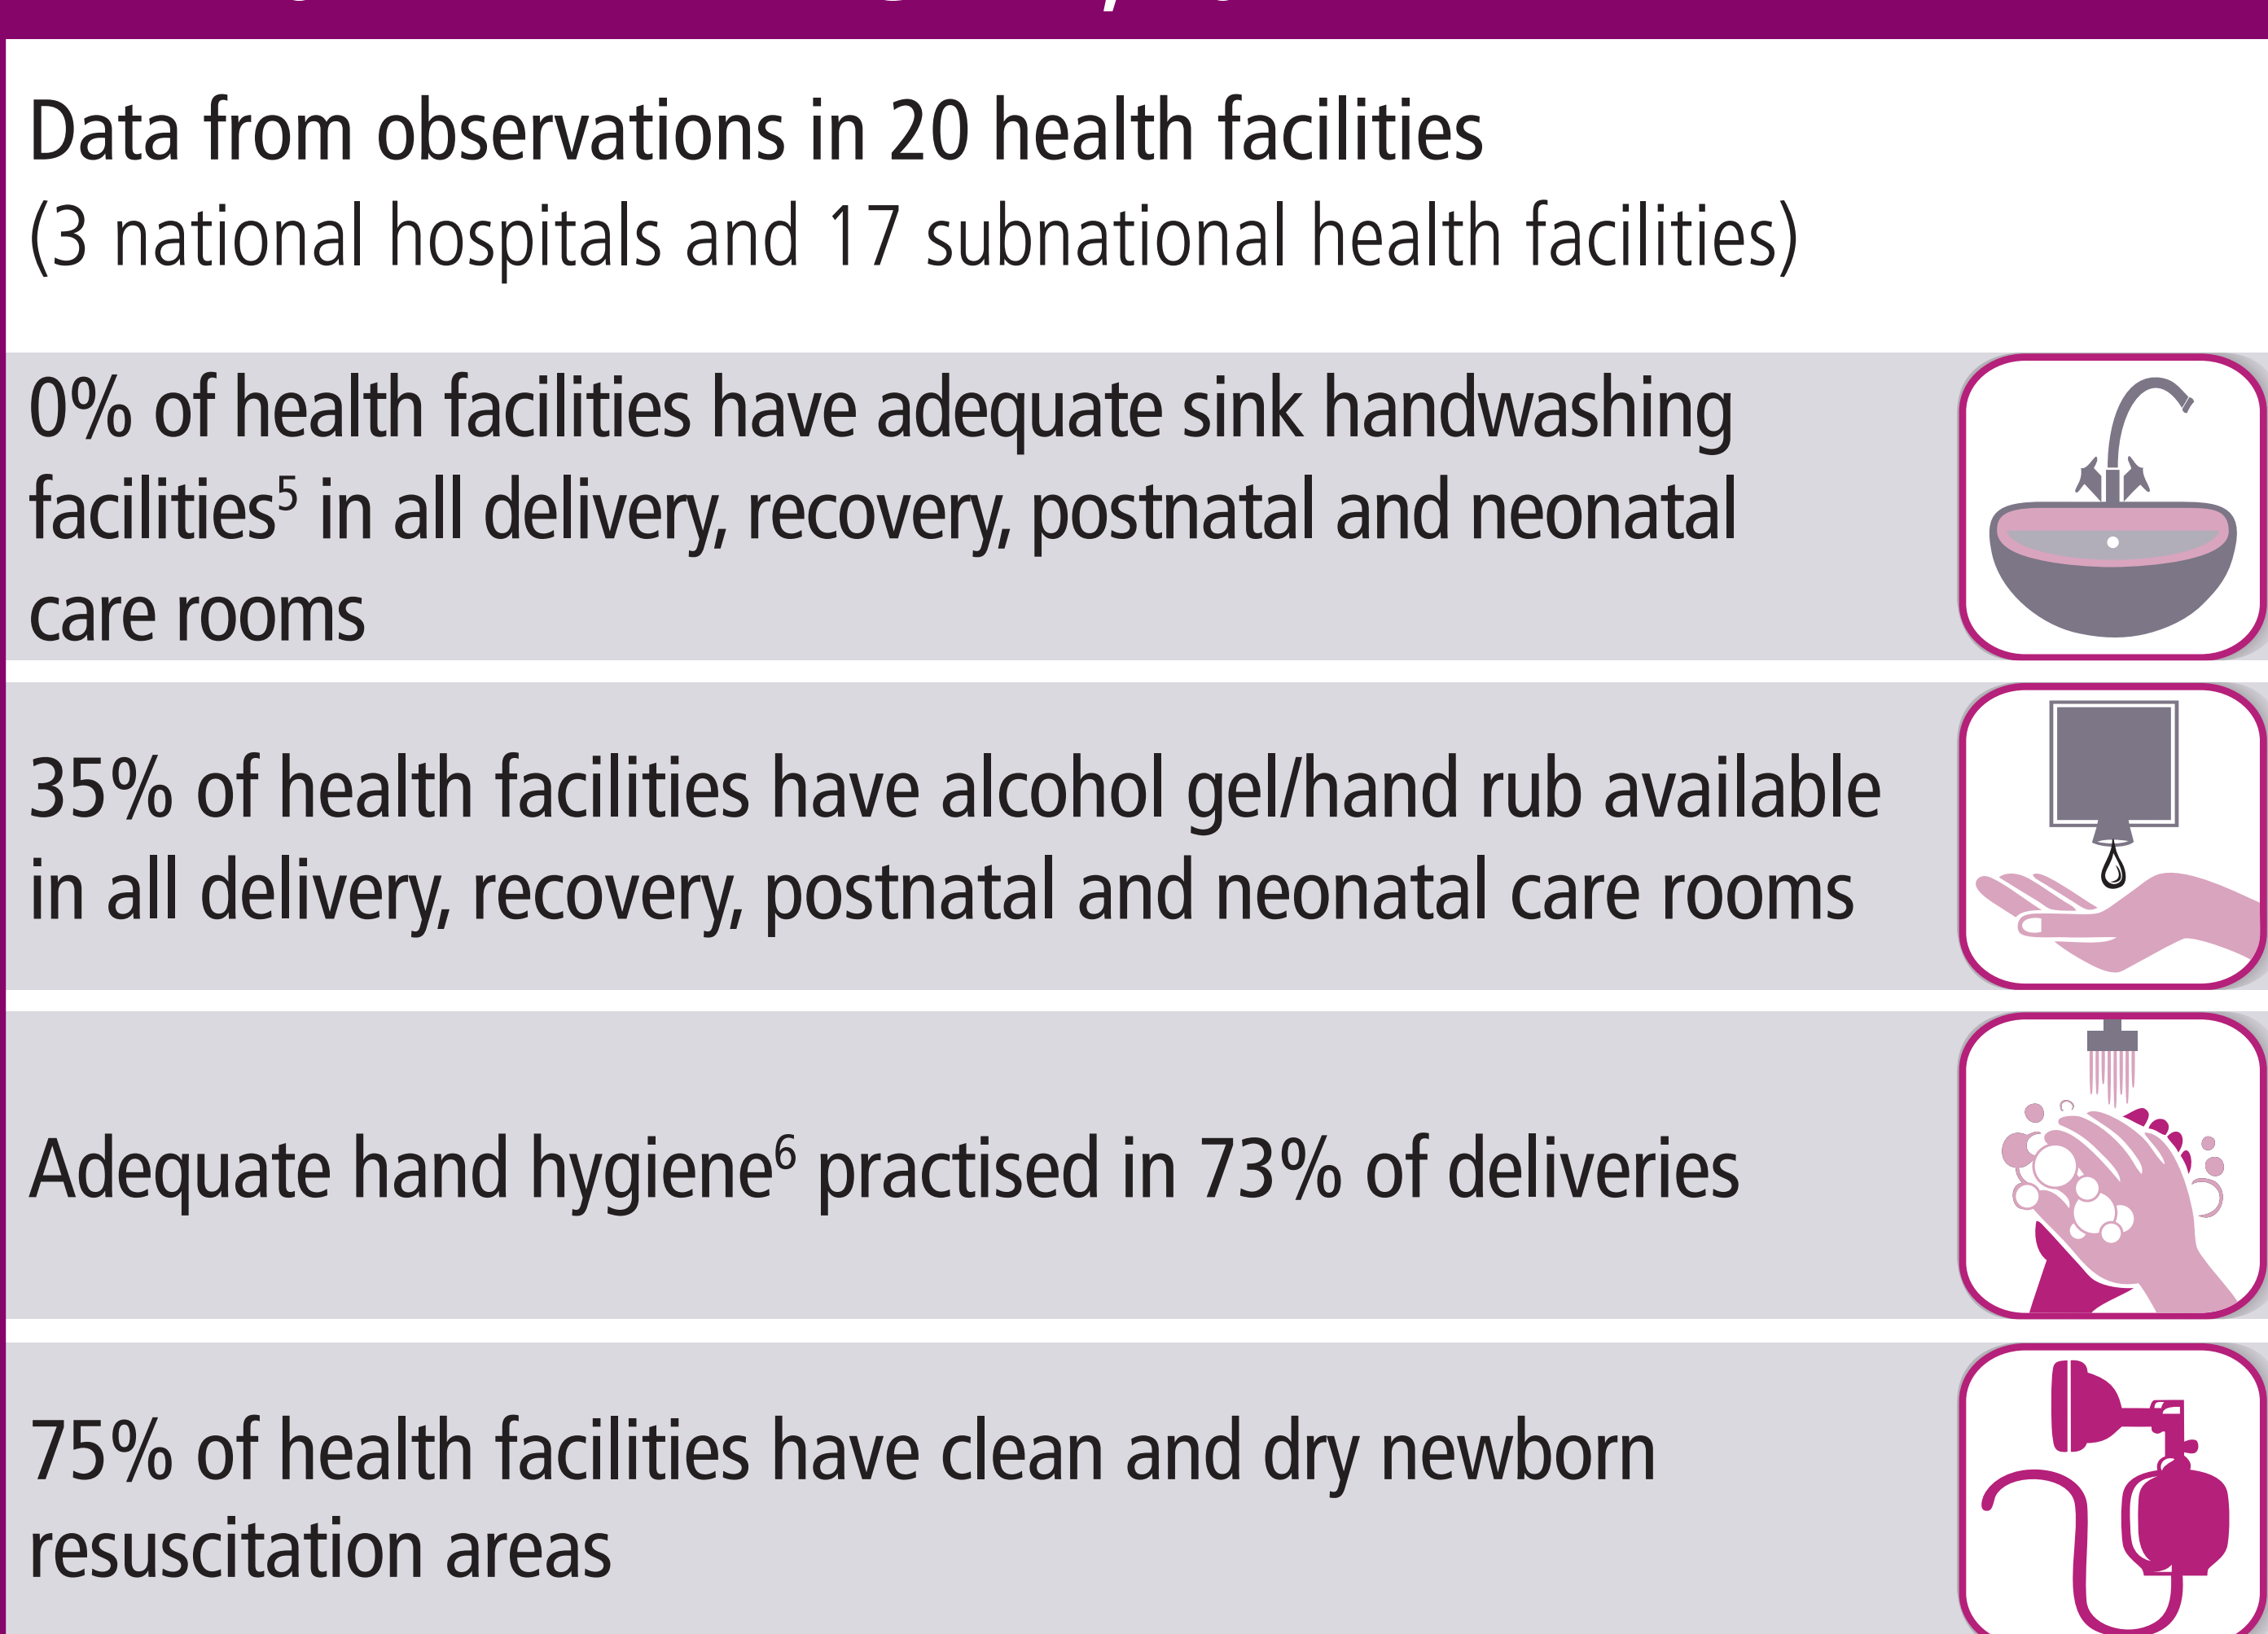 Data from observations in 20 health facilities
(3 national hospitals and 17 subnational health facilities)
0% of health facilities have adequate sink handwashing
facilities⁵ in all delivery, recovery, postnatal and neonatal
care rooms
35% of health facilities have alcohol gel/hand rub available
in all delivery, recovery, postnatal and neonatal care rooms
Adequate hand hygiene⁶ practised in 73% of deliveries
75% of health facilities have clean and dry newborn
resuscitation areas